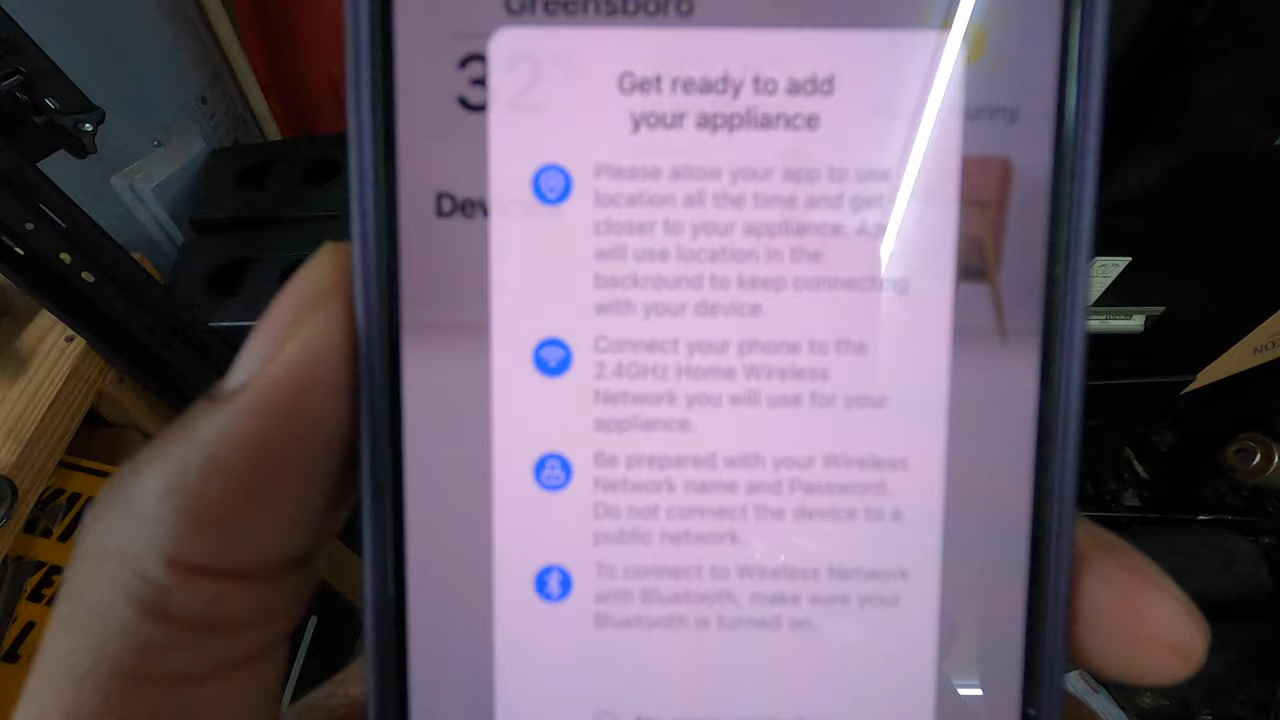 Greensboro
32
Get ready to add
your appliance
unny
Dev
Please allow your app to use
location all the time and get
closer to your appliance.
will use location in the
backround to keep connecting
with your device.
Connect your phone to the
2.4GHz Home Wireless
Network you will use for your
appliance.
Be prepared with your Wireless
Network name and Password.
Do not connect the device to a
public network.
To connect to Wireless Network
with Bluetooth, make sure your
Bluetooth is turned on.